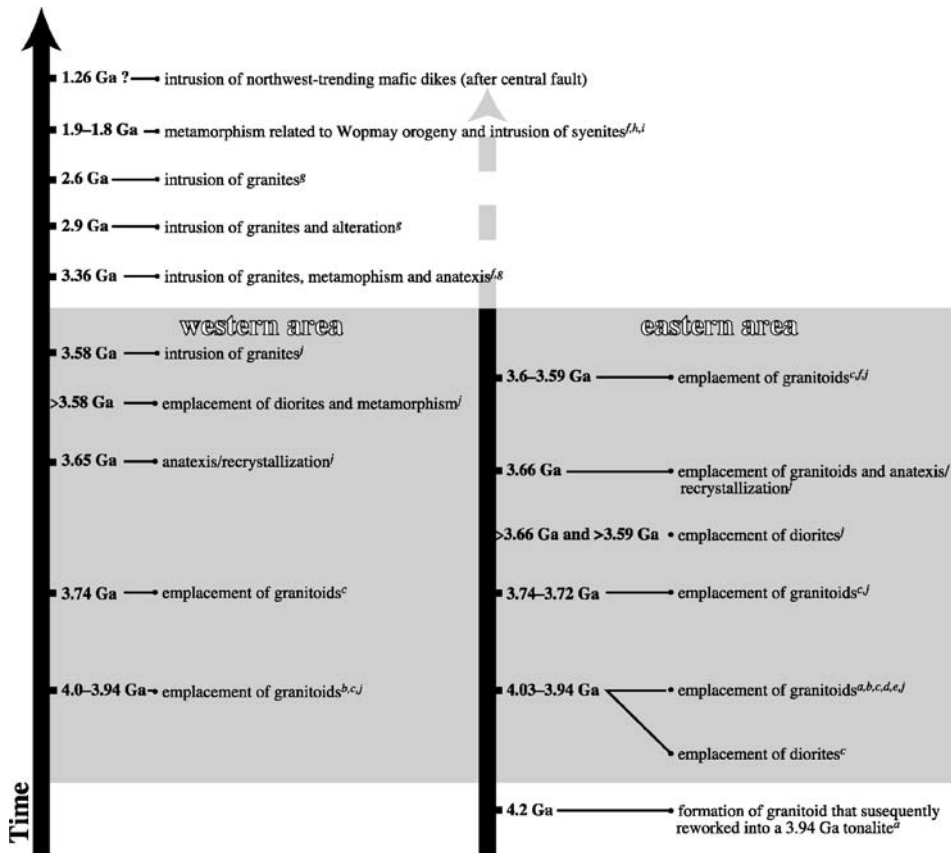 1.26 Ga ? intrusion of northwest-trending mafic dikes (after central fault)
1.9–1.8 Ga metamorphism related to Wopmay orogeny and intrusion of syenites f,h,i
2.6 Ga intrusion of granites g
2.9 Ga intrusion of granites and alteration g
3.36 Ga intrusion of granites, metamophism and anatexis f,g
western area
3.58 Ga intrusion of granites j
>3.58 Ga emplacement of diorites and metamorphism j
3.65 Ga anatexis/recrystallization j
3.74 Ga emplacement of granitoids c
4.0–3.94 Ga emplacement of granitoids b,c,j
eastern area
3.6–3.59 Ga emplaement of granitoids c,f,j
3.66 Ga emplacement of granitoids and anatexis/
recrystallization j
>3.66 Ga and >3.59 Ga emplacement of diorites j
3.74–3.72 Ga emplacement of granitoids c,j
4.03–3.94 Ga emplacement of granitoids a,b,c,d,e,j
emplacement of diorites c
4.2 Ga formation of granitoid that susequently
reworked into a 3.94 Ga tonalite a
Time